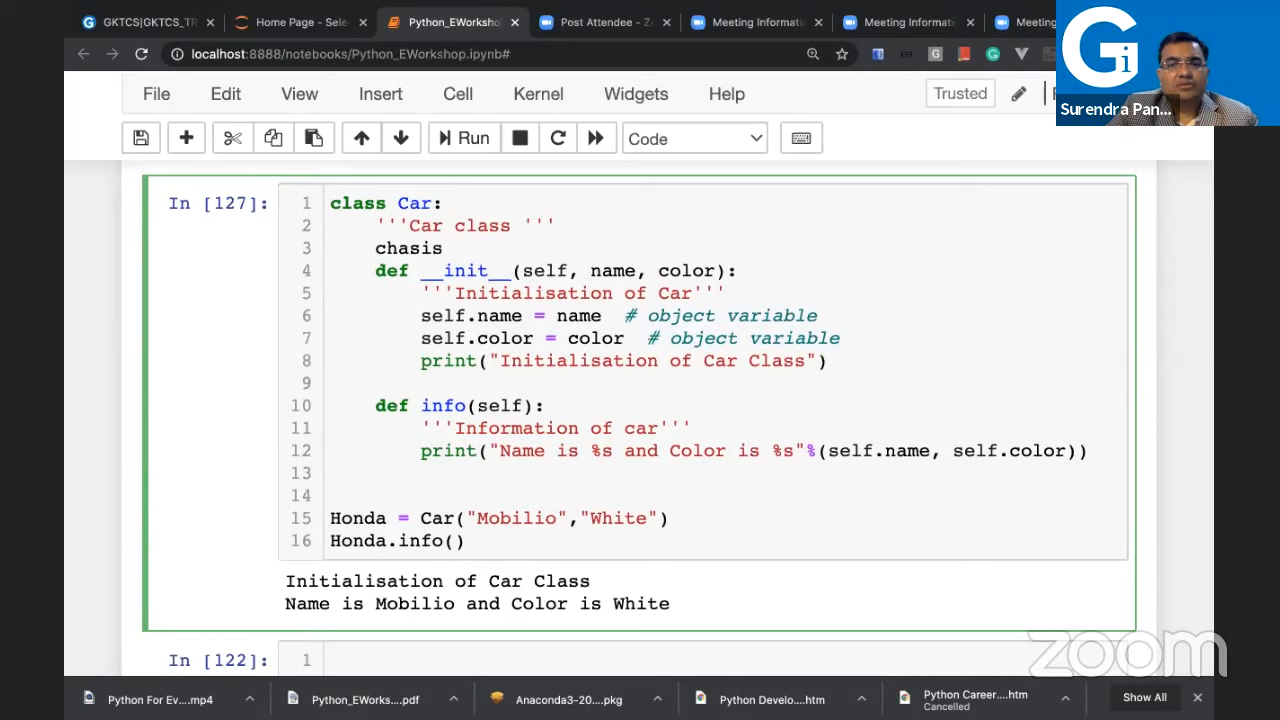 GKTCS|GKTCS_TR
Home Page - Sele
Python_EWorksho
Post Attendee - Z
Meeting Informati
Meeting Informati
Meeting
localhost:8888/notebooks/Python_EWorkshop.ipynb#
Gi
Surendra Pan...
File Edit View Insert Cell Kernel Widgets Help Trusted
Run Code
In [127]:
1 class Car:
2 '''Car class '''
3 chasis
4 def __init__(self, name, color):
5 '''Initialisation of Car'''
6 self.name = name # object variable
7 self.color = color # object variable
8 print("Initialisation of Car Class")
9
10 def info(self):
11 '''Information of car'''
12 print("Name is %s and Color is %s"%(self.name, self.color))
13
14
15 Honda = Car("Mobilio","White")
16 Honda.info()
Initialisation of Car Class
Name is Mobilio and Color is White
In [122]: 1
zoom
Python For Ev....mp4
Python_EWorks....pdf
Anaconda3-20....pkg
Python Develo....htm
Python Career....htm
Cancelled
Show All